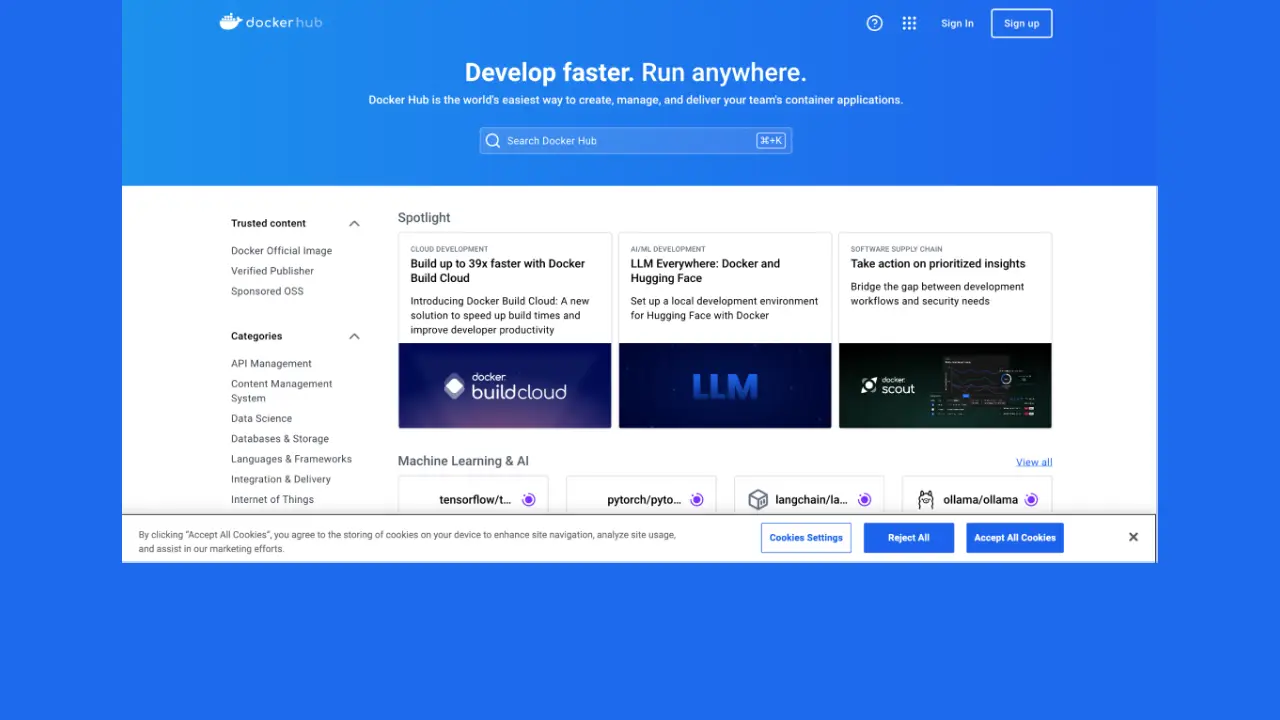 docker hub
Sign In
Sign up
Develop faster. Run anywhere.
Docker Hub is the world's easiest way to create, manage, and deliver your team's container applications.
Search Docker Hub
⌘+K
Trusted content
Docker Official Image
Verified Publisher
Sponsored OSS
Categories
API Management
Content Management
System
Data Science
Databases & Storage
Languages & Frameworks
Integration & Delivery
Internet of Things
Spotlight
CLOUD DEVELOPMENT
Build up to 39x faster with Docker
Build Cloud
Introducing Docker Build Cloud: A new
solution to speed up build times and
improve developer productivity
docker
buildcloud
AI/ML DEVELOPMENT
LLM Everywhere: Docker and
Hugging Face
Set up a local development environment
for Hugging Face with Docker
LLM
SOFTWARE SUPPLY CHAIN
Take action on prioritized insights
Bridge the gap between development
workflows and security needs
docker
scout
Machine Learning & AI
View all
tensorflow/t...
pytorch/pyto...
langchain/la...
ollama/ollama
By clicking "Accept All Cookies", you agree to the storing of cookies on your device to enhance site navigation, analyze site usage,
and assist in our marketing efforts.
Cookies Settings
Reject All
Accept All Cookies